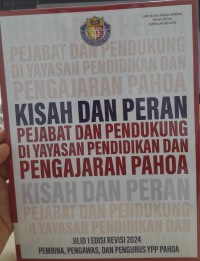 PEJABAT DAN PENDUKUNG
DI YAYASAN PENDIDIKAN DAN
PENGAJARAN PAHOA
KISAH DAN PERAN
PEJABAT DAN PENDUKUNG
DI YAYASAN PENDIDIKAN DAN
PENGAJARAN PAHOA
KISAH DAN PERAN
PEJABAT DAN PENDUKUNG
DI YAYASAN PENDIDIKAN DAN
JILID I EDISI REVISI 2024
PEMBINA, PENGAWAS, DAN PENGURUS YPP PAHOA